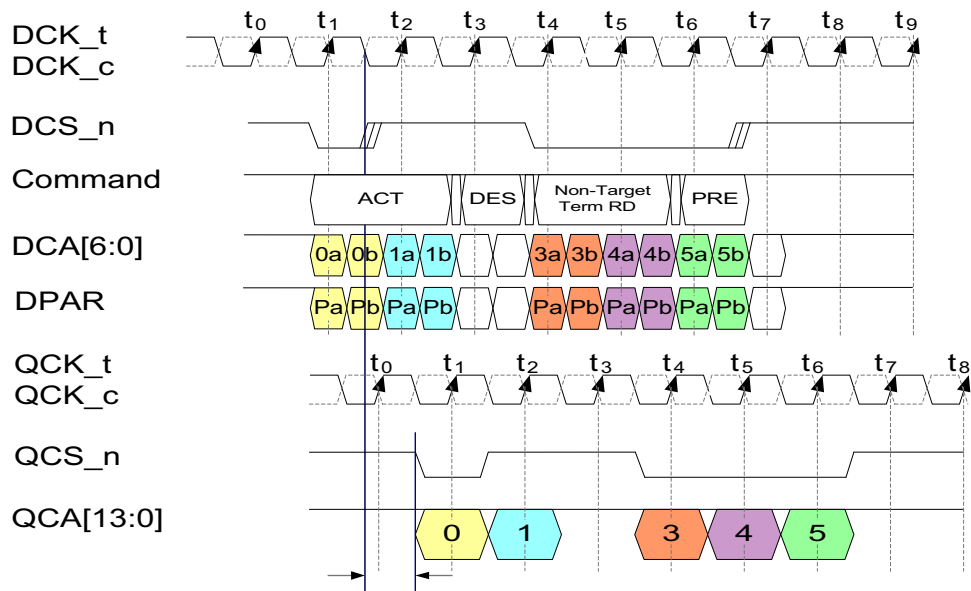 t0 t1 t2 t3 t4 t5 t6 t7 t8 t9
DCK_t
DCK_c
DCS_n
Command ACT DES Non-Target Term RD PRE
DCA[6:0] 0a 0b 1a 1b 3a 3b 4a 4b 5a 5b
DPAR Pa Pb Pa Pb Pa Pb Pa Pb Pa Pb
QCK_t t0 t1 t2 t3 t4 t5 t6 t7 t8
QCK_c
QCS_n
QCA[13:0] 0 1 3 4 5